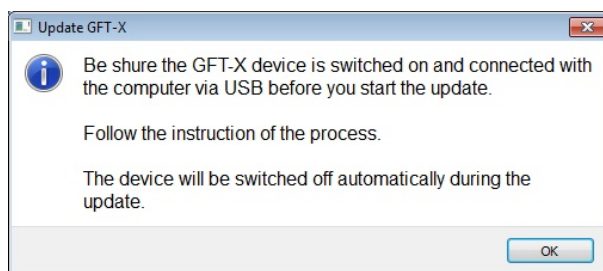 Update GFT-X
Be shure the GFT-X device is switched on and connected with
the computer via USB before you start the update.
Follow the instruction of the process.
The device will be switched off automatically during the
update.
OK